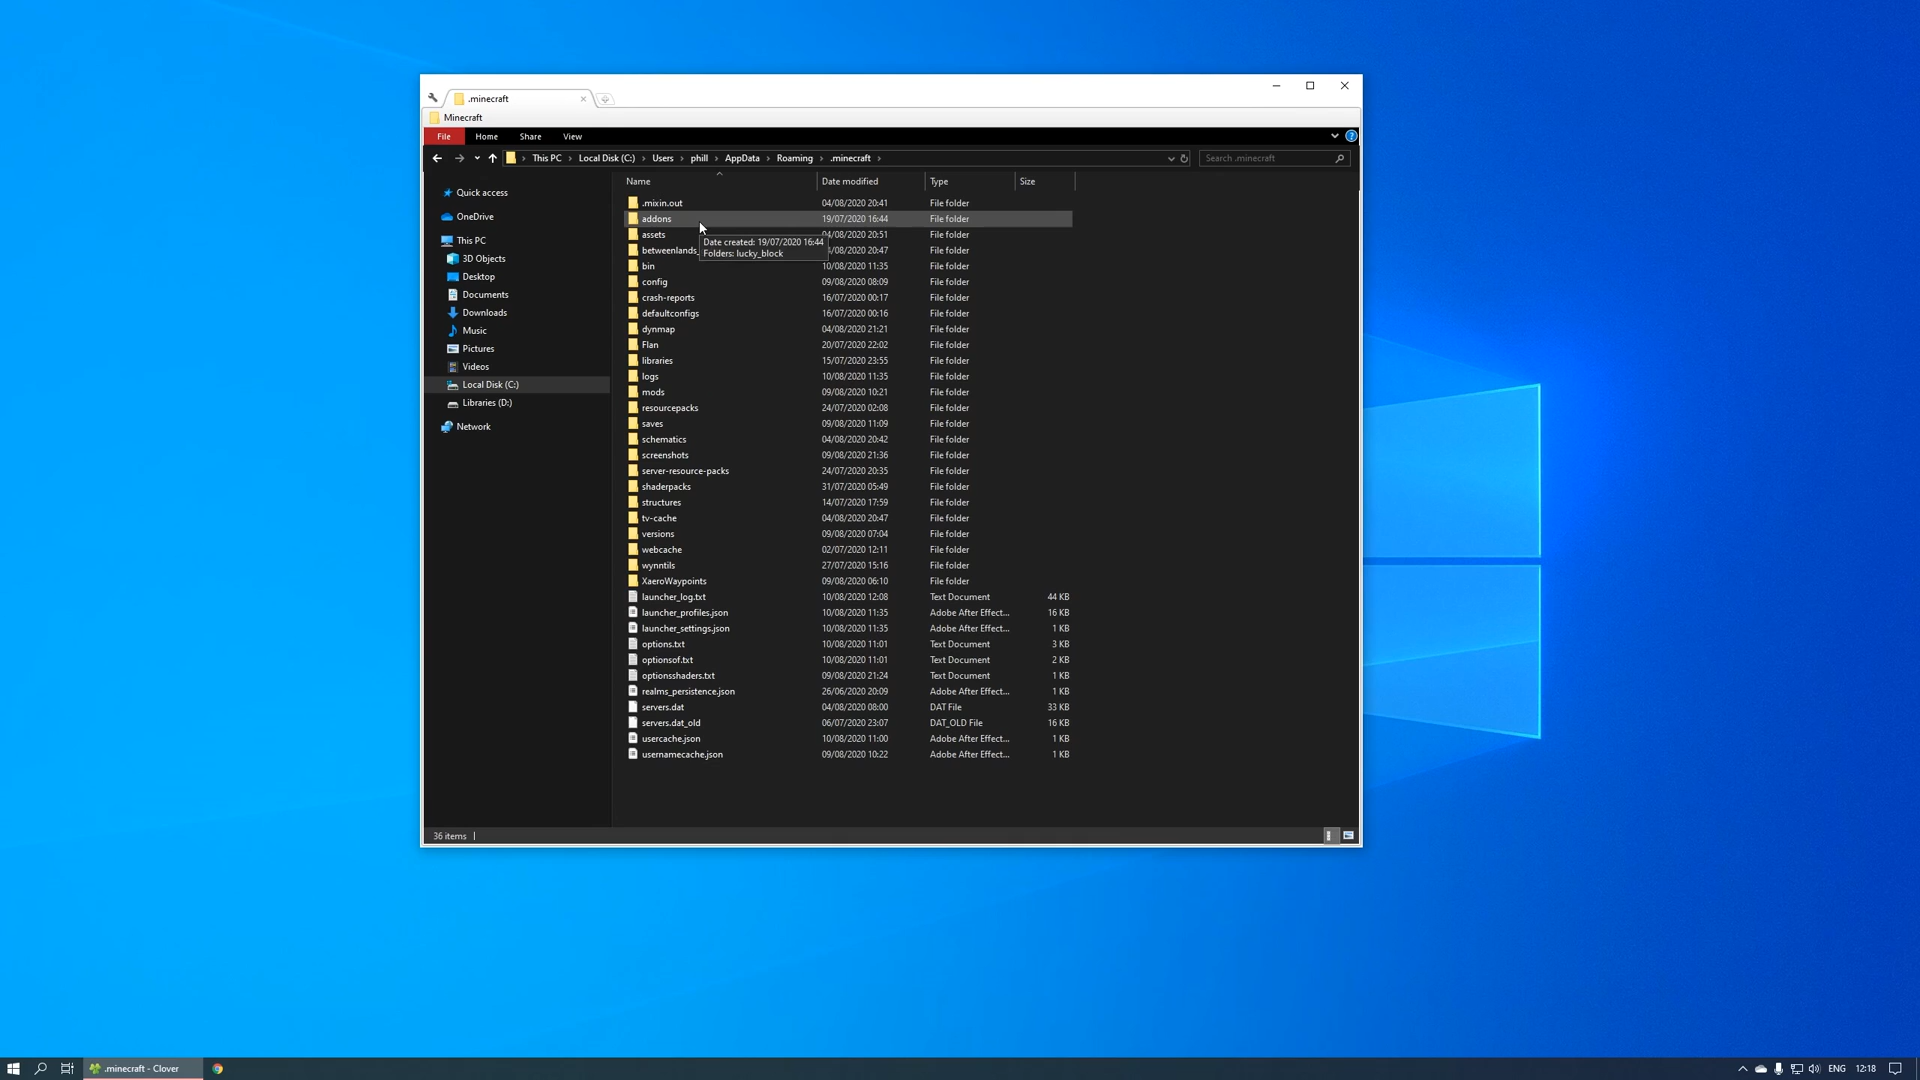 .minecraft
Minecraft
File Home Share View
This PC Local Disk (C:) Users phill AppData Roaming .minecraft Search .minecraft
Name Date modified Type Size
Quick access
OneDrive
This PC
3D Objects
Desktop
Documents
Downloads
Music
Pictures
Videos
Local Disk (C:)
Libraries (D:)
Network
.mixin.out 04/08/2020 20:41 File folder
addons 19/07/2020 16:44 File folder
assets 04/08/2020 20:51 File folder
Date created: 19/07/2020 16:44
Folders: lucky_block
betweenlands_ /08/2020 20:47 File folder
bin 10/08/2020 11:35 File folder
config 09/08/2020 08:09 File folder
crash-reports 16/07/2020 00:17 File folder
defaultconfigs 16/07/2020 00:16 File folder
dynmap 04/08/2020 21:21 File folder
Flan 20/07/2020 22:02 File folder
libraries 15/07/2020 23:55 File folder
logs 10/08/2020 11:35 File folder
mods 09/08/2020 10:21 File folder
resourcepacks 24/07/2020 02:08 File folder
saves 09/08/2020 11:09 File folder
schematics 04/08/2020 20:42 File folder
screenshots 09/08/2020 21:36 File folder
server-resource-packs 24/07/2020 20:35 File folder
shaderpacks 31/07/2020 05:49 File folder
structures 14/07/2020 17:59 File folder
tv-cache 04/08/2020 20:47 File folder
versions 09/08/2020 07:04 File folder
webcache 02/07/2020 12:11 File folder
wynntils 27/07/2020 15:16 File folder
XaeroWaypoints 09/08/2020 06:10 File folder
launcher_log.txt 10/08/2020 12:08 Text Document 44 KB
launcher_profiles.json 10/08/2020 11:35 Adobe After Effect... 16 KB
launcher_settings.json 10/08/2020 11:35 Adobe After Effect... 1 KB
options.txt 10/08/2020 11:01 Text Document 3 KB
optionsof.txt 10/08/2020 11:01 Text Document 2 KB
optionsshaders.txt 09/08/2020 21:24 Text Document 1 KB
realms_persistence.json 26/06/2020 20:09 Adobe After Effect... 1 KB
servers.dat 04/08/2020 08:00 DAT File 33 KB
servers.dat_old 06/07/2020 23:07 DAT_OLD File 16 KB
usercache.json 10/08/2020 11:00 Adobe After Effect... 1 KB
usernamecache.json 09/08/2020 10:22 Adobe After Effect... 1 KB
36 items
.minecraft - Clover ENG 12:18